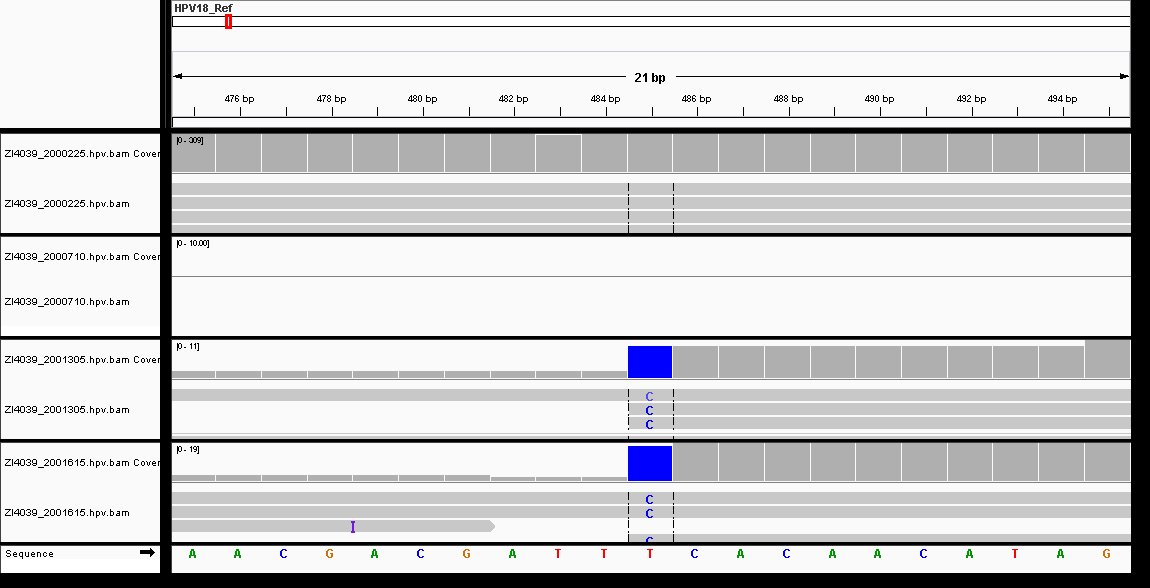 HPV18_Ref
21 bp
476 bp 478 bp 480 bp 482 bp 484 bp 486 bp 488 bp 490 bp 492 bp 494 bp
ZI4039_2000225.hpv.bam Cover
[0 - 309]
ZI4039_2000225.hpv.bam
ZI4039_2000710.hpv.bam Cover
[0 - 10.00]
ZI4039_2000710.hpv.bam
ZI4039_2001305.hpv.bam Cover
[0 - 11]
C
ZI4039_2001305.hpv.bam
C
C
ZI4039_2001615.hpv.bam Cover
[0 - 19]
C
ZI4039_2001615.hpv.bam
C
I
C
Sequence A A C G A C G A T T T C A C A A C A T A G